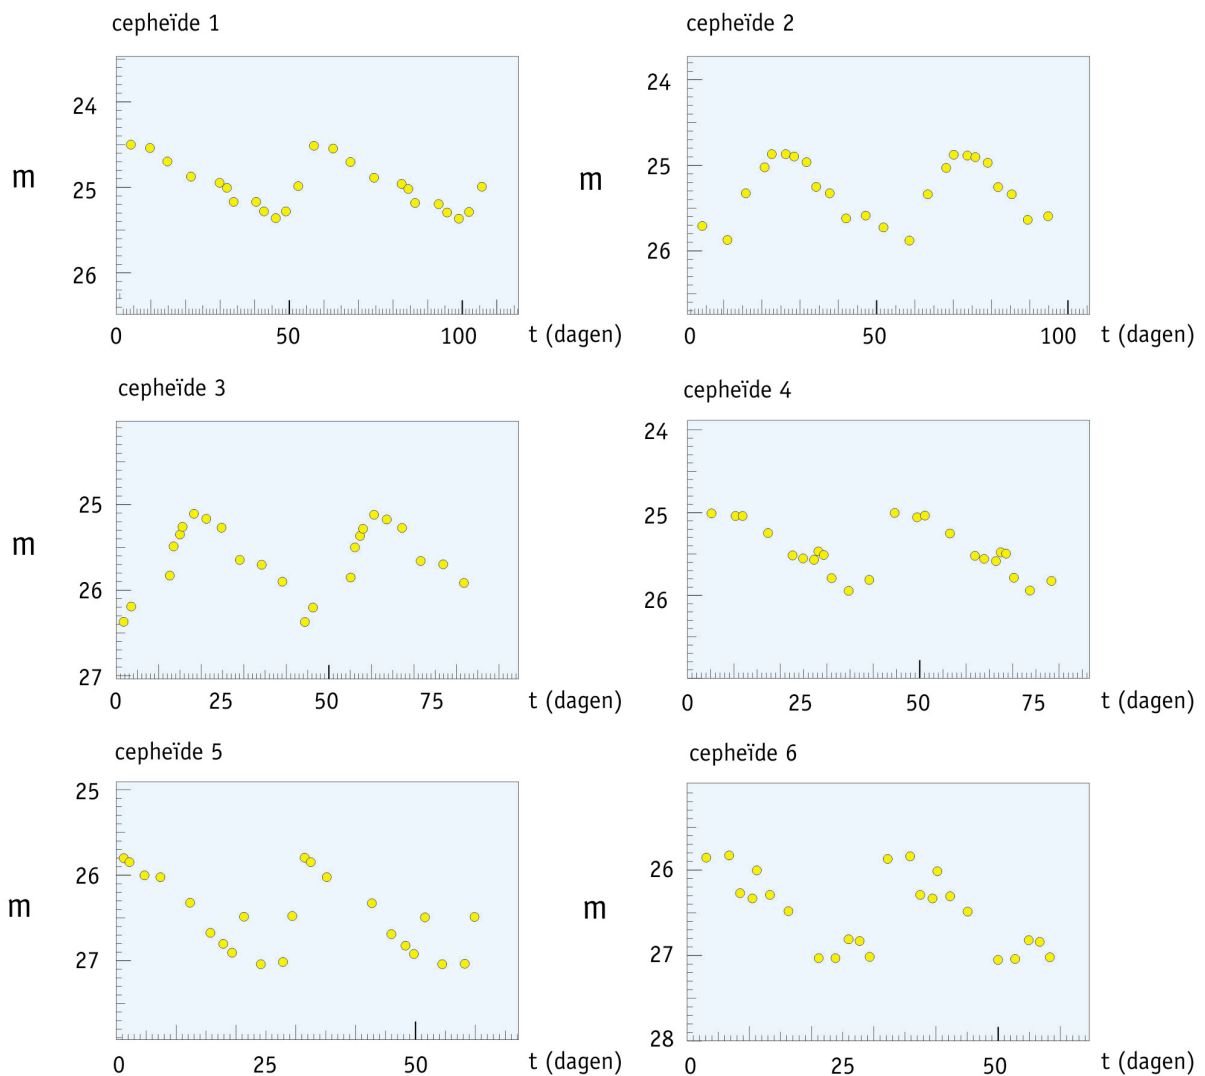 cepheïde 1
24
25
26
m
0 50 100 t (dagen)
cepheïde 2
24
25
26
m
0 50 100 t (dagen)
cepheïde 3
25
26
27
m
0 25 50 75 t (dagen)
cepheïde 4
24
25
26
0 25 50 75 t (dagen)
cepheïde 5
25
26
27
m
0 25 50 t (dagen)
cepheïde 6
26
27
28
m
0 25 50 t (dagen)